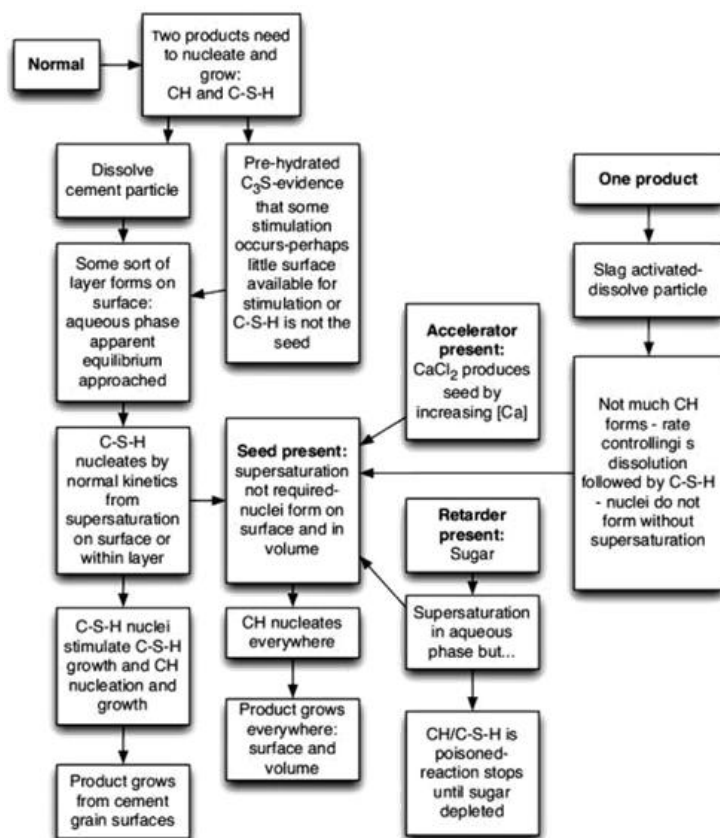 Normal
Two products need
to nucleate and
grow:
CH and C-S-H
Dissolve
cement particle
Pre-hydrated
C₃S-evidence
that some
stimulation
occurs-perhaps
little surface
available for
stimulation or
C-S-H is not the
seed
One product
Some sort of
layer forms on
surface:
aqueous phase
apparent
equilibrium
approached
Slag activated-
dissolve particle
Accelerator
present:
CaCl₂ produces
seed by
increasing [Ca]
C-S-H
nucleates by
normal kinetics
from
supersaturation
on surface or
within layer
Seed present:
supersaturation
not required-
nuclei form on
surface and in
volume
Not much CH
forms - rate
controllingi s
dissolution
followed by C-S-H
- nuclei do not
form without
supersaturation
Retarder
present:
Sugar
C-S-H nuclei
stimulate C-S-H
growth and CH
nucleation and
growth
CH nucleates
everywhere
Supersaturation
in aqueous
phase but...
Product grows
everywhere:
surface and
volume
CH/C-S-H is
poisoned-
reaction stops
until sugar
depleted
Product grows
from cement
grain surfaces